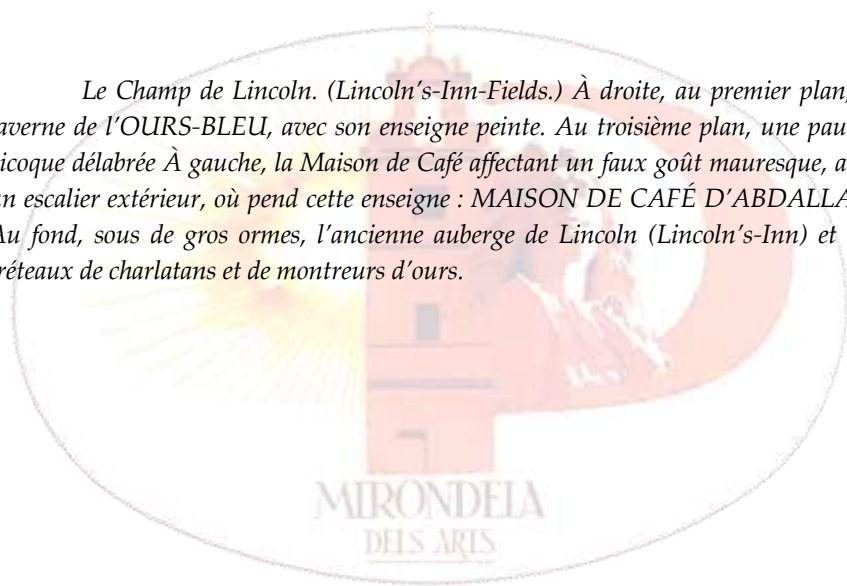 Le Champ de Lincoln. (Lincoln's-Inn-Fields.) À droite, au premier plan,
averne de l'OURS-BLEU, avec son enseigne peinte. Au troisième plan, une pau
icoque délabrée À gauche, la Maison de Café affectant un faux goût mauresque, a
un escalier extérieur, où pend cette enseigne : MAISON DE CAFÉ D'ABDALLA
Au fond, sous de gros ormes, l'ancienne auberge de Lincoln (Lincoln's-Inn) et
réteaux de charlatans et de montreurs d'ours.
MIRONDELA
DELS ARTS